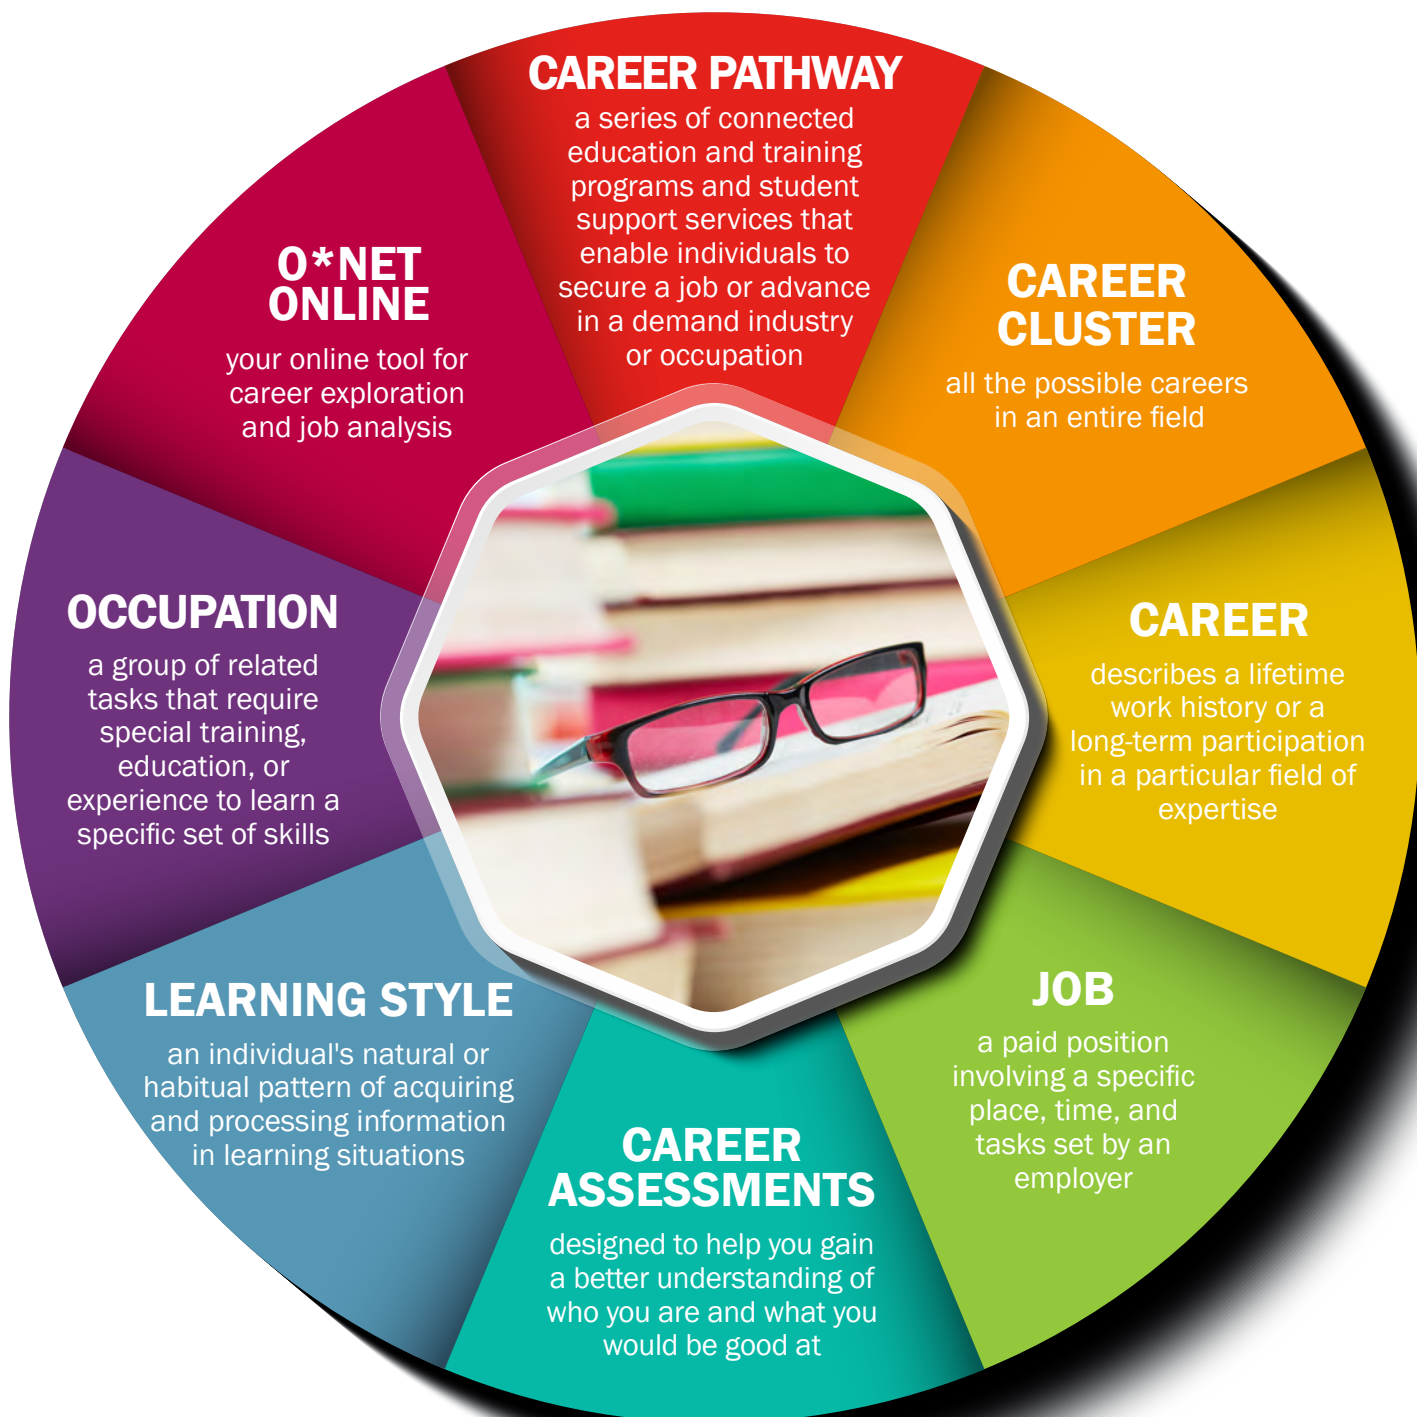 CAREER PATHWAY
a series of connected
education and training
programs and student
support services that
enable individuals to
secure a job or advance
in a demand industry
or occupation
CAREER
CLUSTER
all the possible careers
in an entire field
CAREER
describes a lifetime
work history or a
long-term participation
in a particular field of
expertise
JOB
a paid position
involving a specific
place, time, and
tasks set by an
employer
CAREER
ASSESSMENTS
designed to help you gain
a better understanding of
who you are and what you
would be good at
LEARNING STYLE
an individual's natural or
habitual pattern of acquiring
and processing information
in learning situations
OCCUPATION
a group of related
tasks that require
special training,
education, or
experience to learn a
specific set of skills
O*NET
ONLINE
your online tool for
career exploration
and job analysis